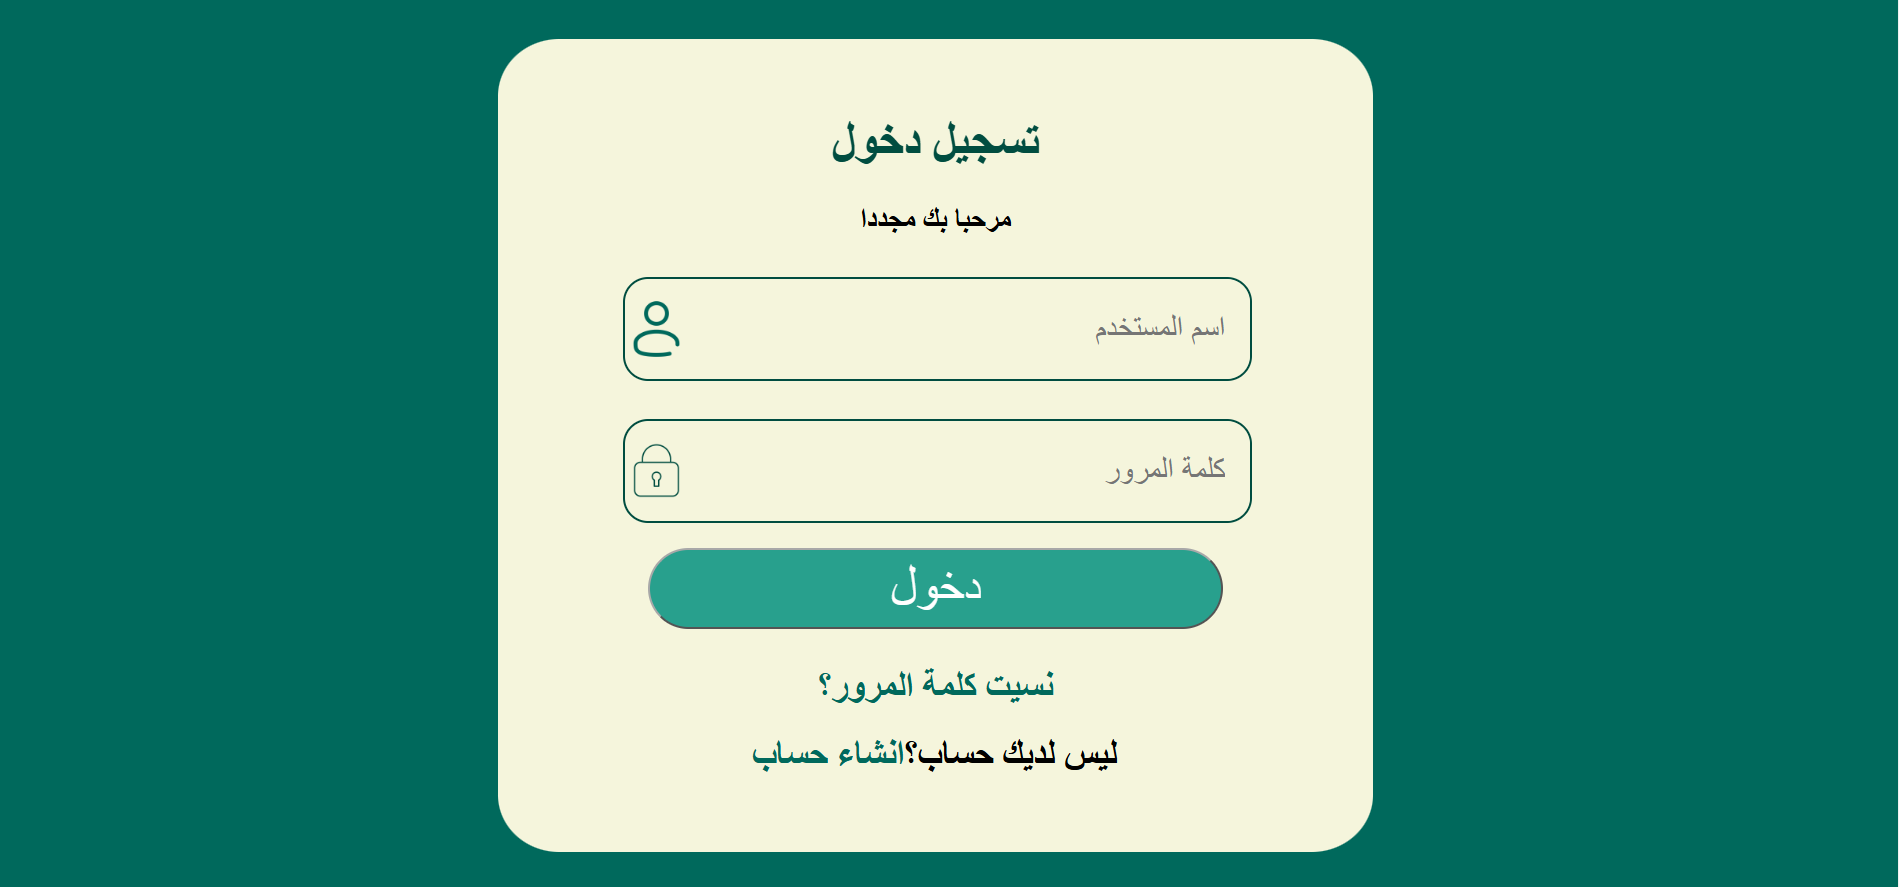 تسجيل دخول
مرحبا بك مجددا
اسم المستخدم
كلمة المرور
دخول
نسيت كلمة المرور؟
ليس لديك حساب؟انشاء حساب